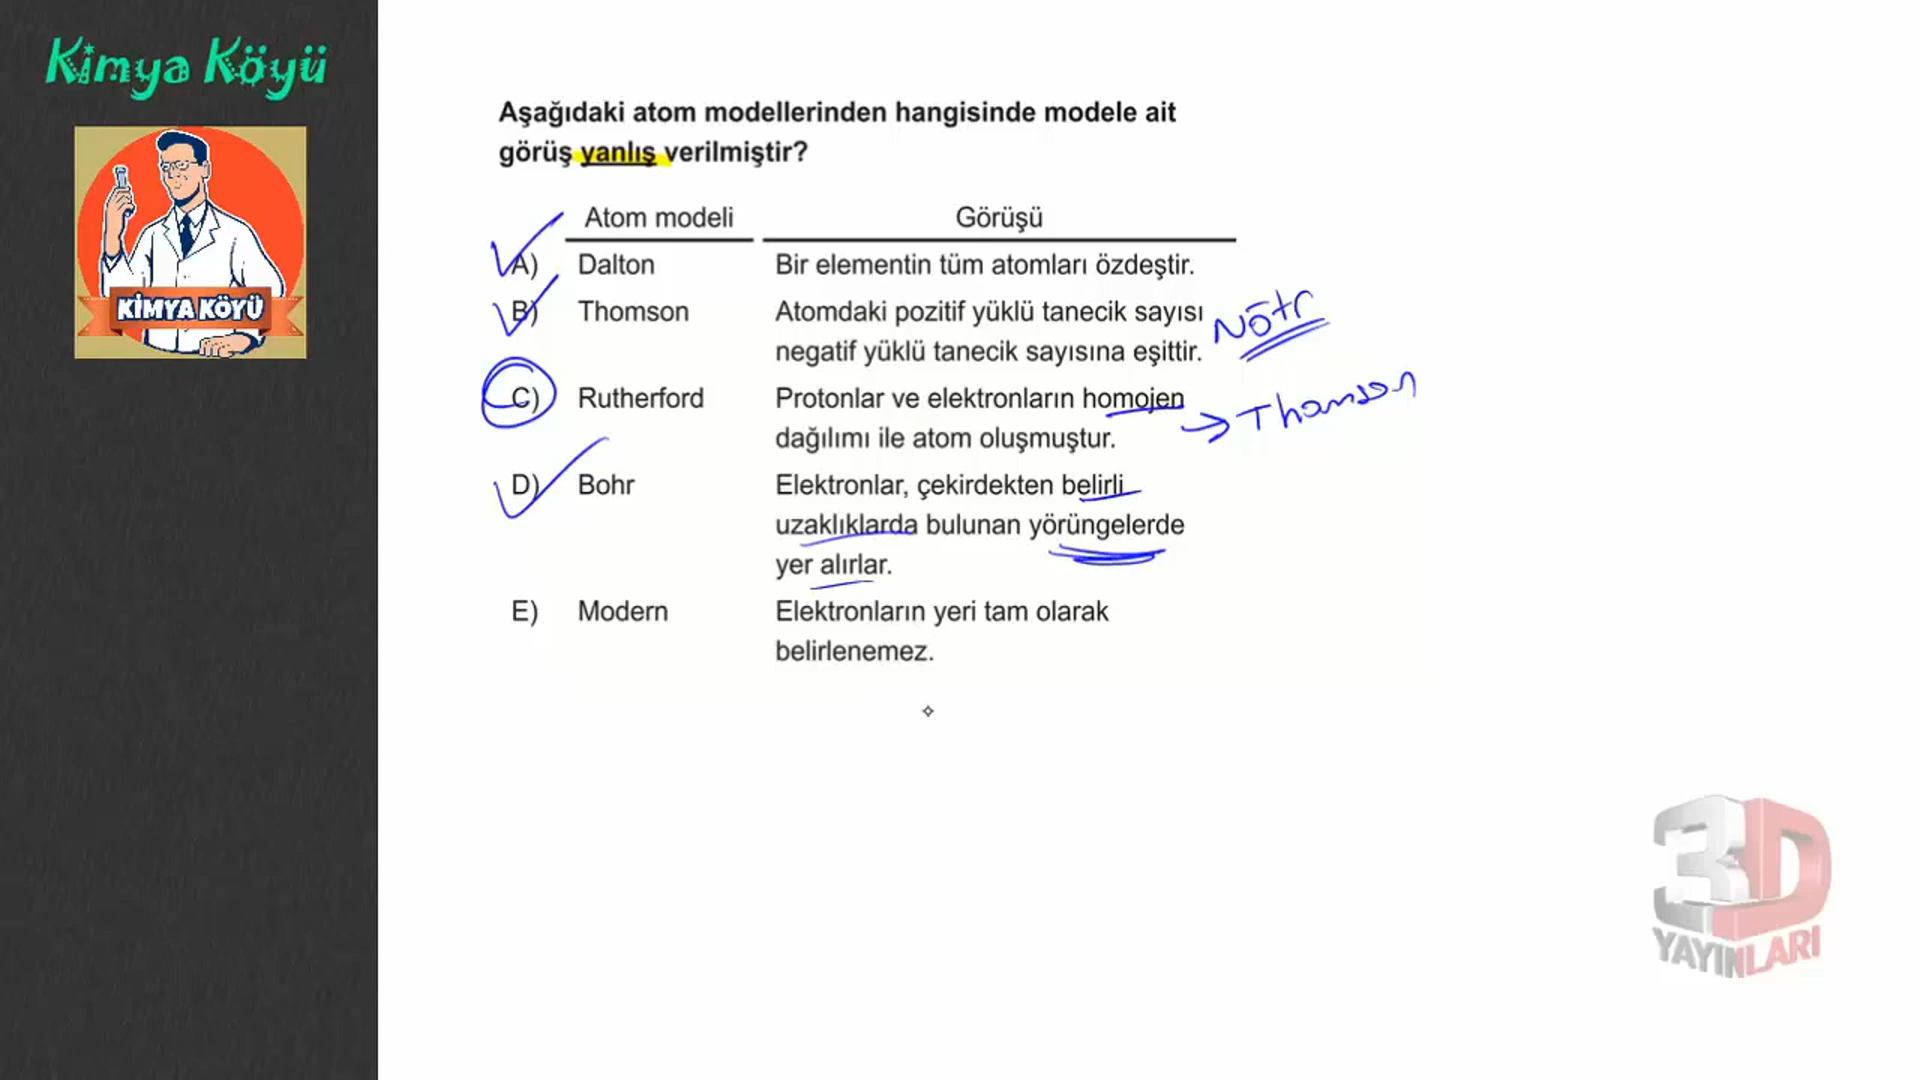 Kimya Köyü
KİMYA KÖYÜ
Aşağıdaki atom modellerinden hangisinde modele ait
görüş yanlış verilmiştir?
Atom modeli Görüşü
A) Dalton Bir elementin tüm atomları özdeştir.
B) Thomson Atomdaki pozitif yüklü tanecik sayısı
negatif yüklü tanecik sayısına eşittir.
Nötr
C) Rutherford Protonlar ve elektronların homojen
dağılımı ile atom oluşmuştur.
→ Thomson
D) Bohr Elektronlar, çekirdekten belirli
uzaklıklarda bulunan yörüngelerde
yer alırlar.
E) Modern Elektronların yeri tam olarak
belirlenemez.
3D
YAYINLARI